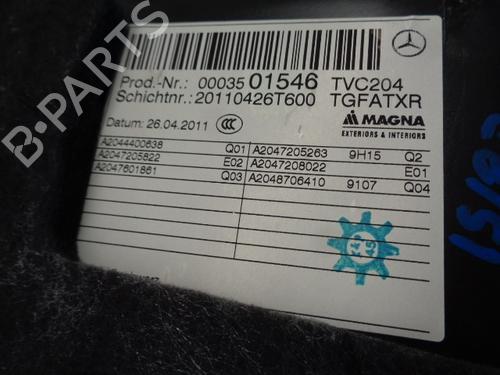 B-PARTS
Prod.-Nr.: 00035 01546 TVC204
Schichtnr.: 20110426T600 TGFATXR
Datum: 26.04.2011 CCC MAGNA
EXTERIORS & INTERIORS
A2044400638 Q01 A2047205263 9H15 Q2
A2047205822 E02 A2047208022 E01
A2047601861 Q03 A2048706410 9107 Q04